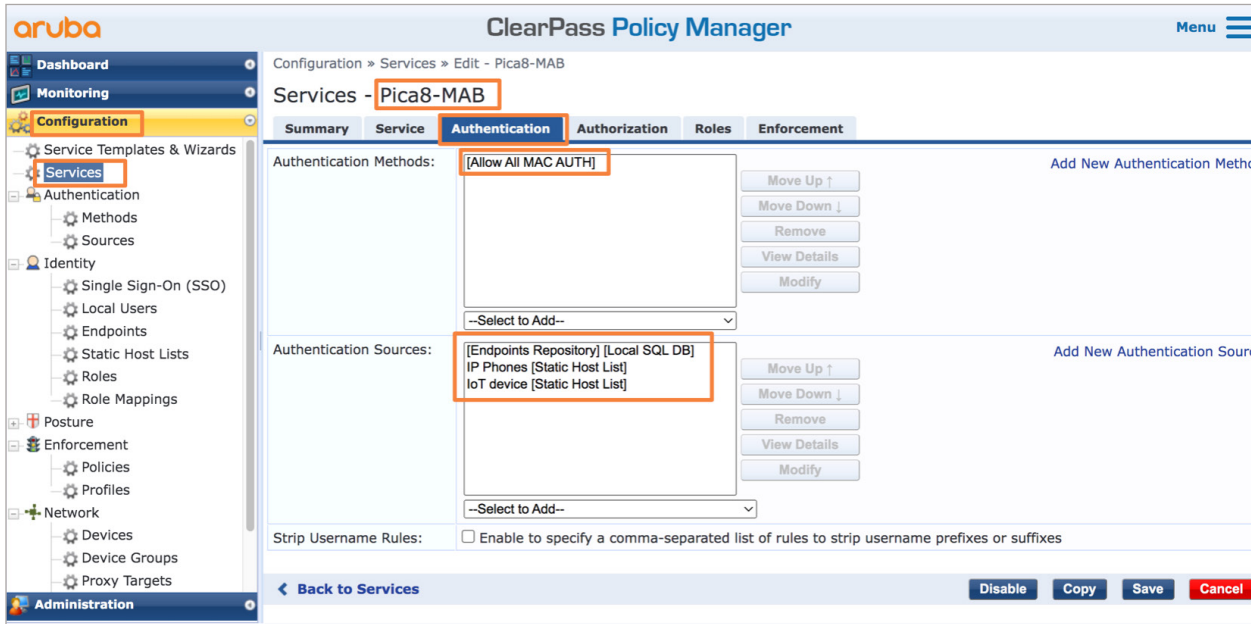 aruba
ClearPass Policy Manager
Menu
Dashboard
Monitoring
Configuration
Service Templates & Wizards
Services
Authentication
Methods
Sources
Identity
Single Sign-On (SSO)
Local Users
Endpoints
Static Host Lists
Roles
Role Mappings
Posture
Enforcement
Policies
Profiles
Network
Devices
Device Groups
Proxy Targets
Administration
Configuration » Services » Edit - Pica8-MAB
Services - Pica8-MAB
Summary Service Authentication Authorization Roles Enforcement
Authentication Methods:
[Allow All MAC AUTH]
Move Up ↑
Move Down ↓
Remove
View Details
Modify
--Select to Add--
Add New Authentication Metho
Authentication Sources:
[Endpoints Repository] [Local SQL DB]
IP Phones [Static Host List]
IoT device [Static Host List]
Move Up ↑
Move Down ↓
Remove
View Details
Modify
--Select to Add--
Add New Authentication Sour
Strip Username Rules:
Enable to specify a comma-separated list of rules to strip username prefixes or suffixes
Back to Services
Disable Copy Save Cancel